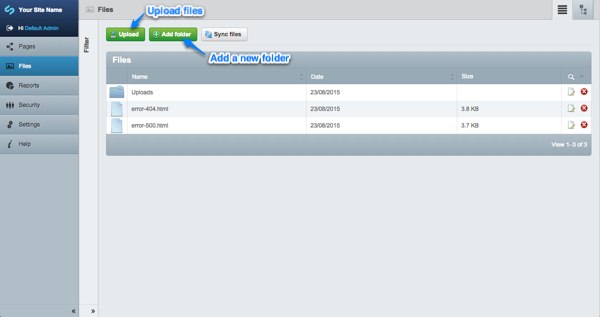 Your Site Name
Files
Upload files
Hi Default Admin
Upload
Add folder
Sync files
Filter
Pages
Add a new folder
Files
Files
Name
Date
Size
Reports
Uploads
23/08/2015
Security
error-404.html
23/08/2015
3.8 KB
Settings
error-500.html
23/08/2015
3.7 KB
Help
View 1–3 of 3
«
»